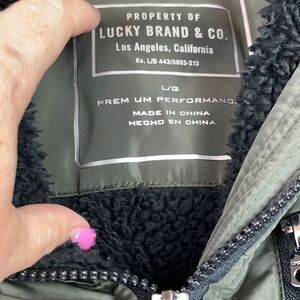 PROPERTY OF
LUCKY BRAND & CO.
Los Angeles, California
No. L/B 443/5803-213
L/G
PREM UM PERFORMANC
MADE IN CHINA
HECHO EN CHINA